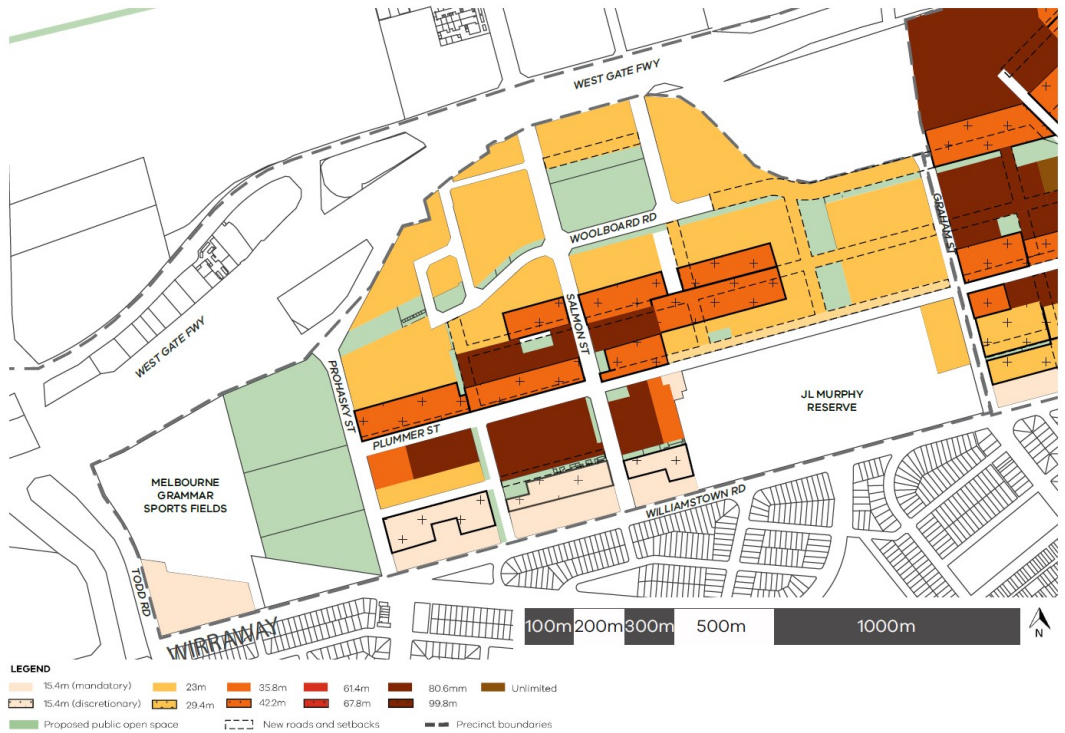 WEST GATE FWY
WOOLBOARD RD
GRAHAM ST
SALMON ST
WEST GATE FWY
PROHASKY ST
PLUMMER ST
JL MURPHY
RESERVE
MELBOURNE
GRAMMAR
SPORTS FIELDS
WILLIAMSTOWN RD
TODD RD
WIRRAWAY
100m 200m 300m 500m 1000m
N
LEGEND
15.4m (mandatory) 23m 35.8m 61.4m 80.6mm Unlimited
15.4m (discretionary) 29.4m 42.2m 67.8m 99.8m
Proposed public open space New roads and setbacks Precinct boundaries